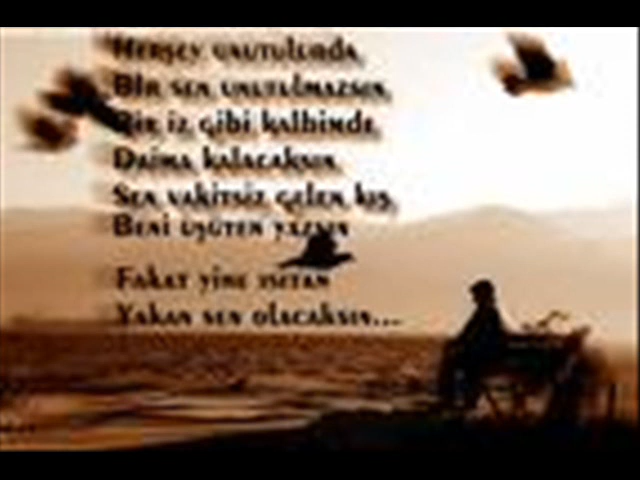 Herşey unutulurda,
Bir sen unutulmazsın,
Bir iz gibi kalbimde,
Daima kalacaksın
Sen vakitsiz gelen kış,
Beni üşüten yazsın
Fakat yine ısıtan
Yakan sen olacaksın...